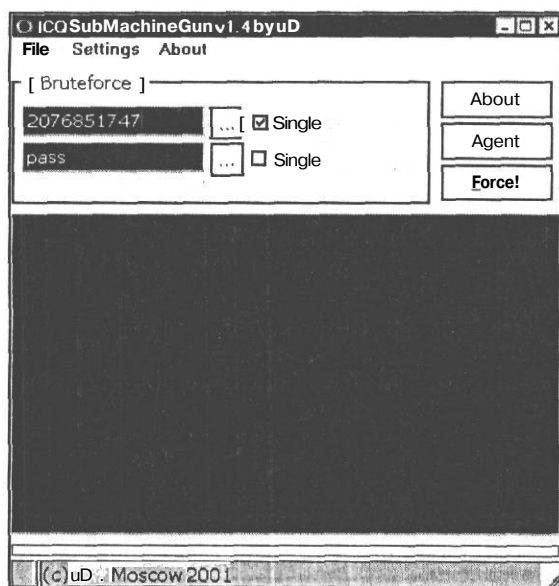 ICQ SubMachineGun v1.4 by uD
File Settings About
[ Bruteforce ]
2076851747 ... [ Single
pass ... Single
About
Agent
Force!
(c)uD . Moscow 2001